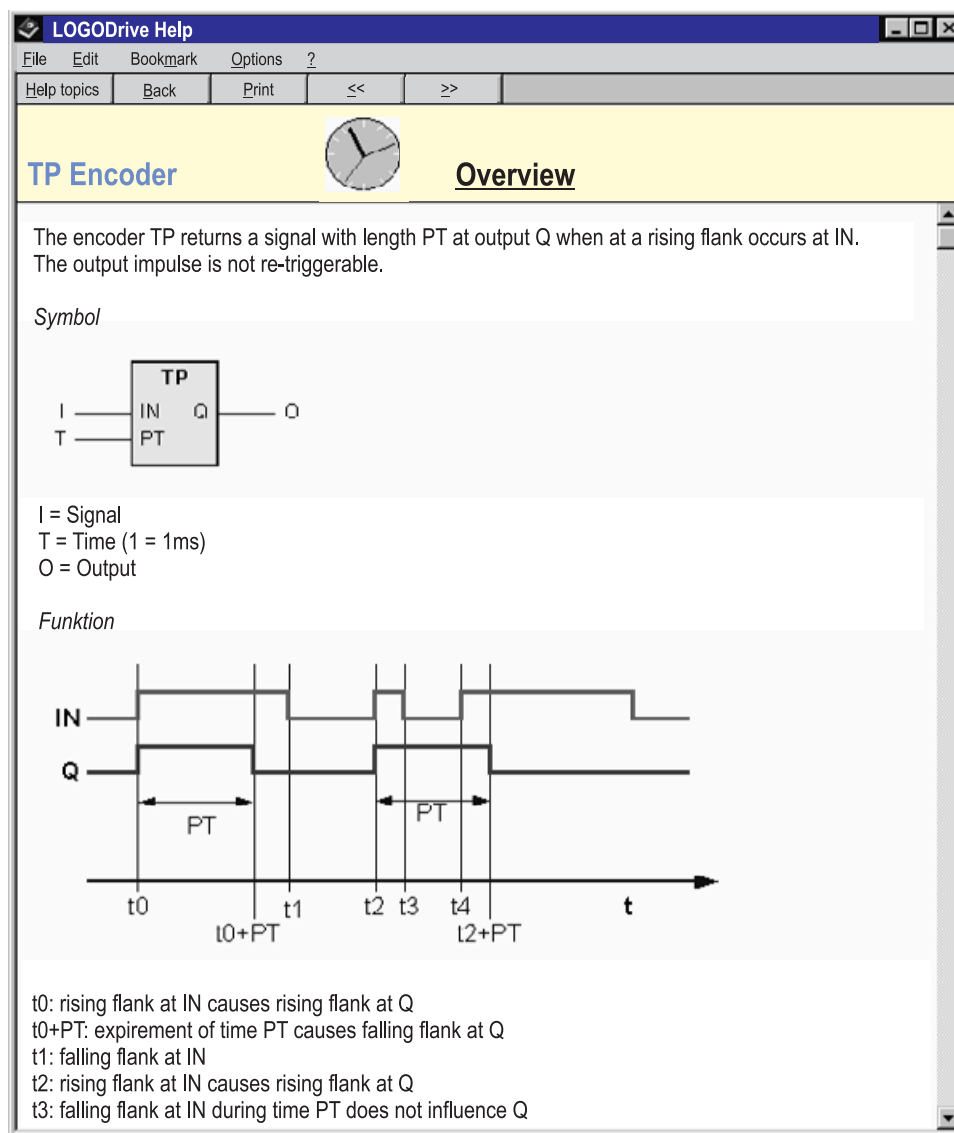 LOGODrive Help
File Edit Bookmark Options ?
Help topics Back Print << >>
TP Encoder Overview
The encoder TP returns a signal with length PT at output Q when at a rising flank occurs at IN.
The output impulse is not re-triggerable.
Symbol
TP
I IN Q O
T PT
I = Signal
T = Time (1 = 1ms)
O = Output
Funktion
IN
Q
PT PT
t0 t1 t2 t3 t4 t
t0+PT t2+PT
t0: rising flank at IN causes rising flank at Q
t0+PT: expirement of time PT causes falling flank at Q
t1: falling flank at IN
t2: rising flank at IN causes rising flank at Q
t3: falling flank at IN during time PT does not influence Q